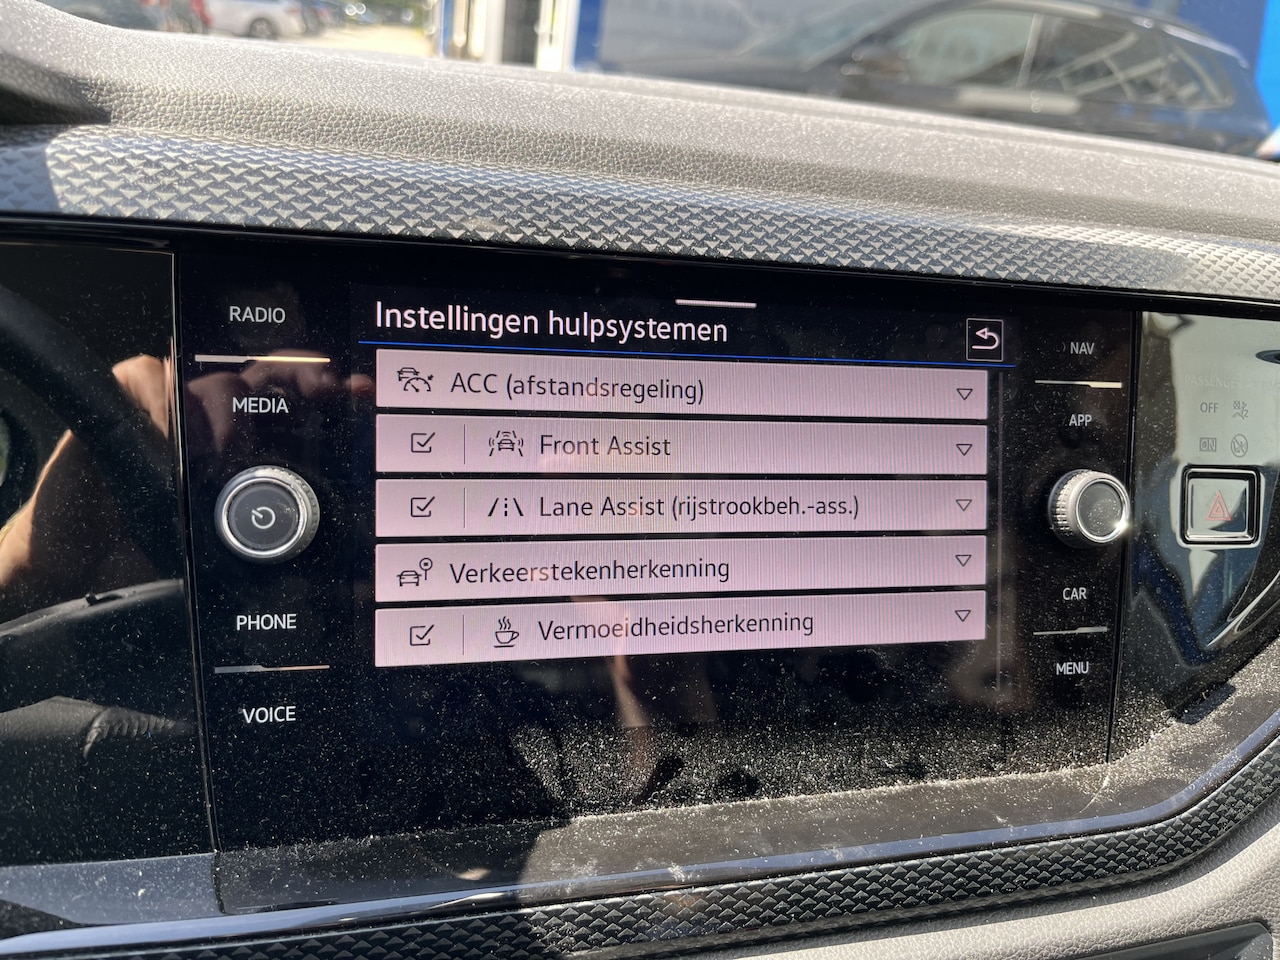 RADIO
MEDIA
PHONE
VOICE
Instellingen hulpsystemen
ACC (afstandsregeling)
Front Assist
Lane Assist (rijstrookbeh.-ass.)
Verkeerstekenherkenning
Vermoeidheidsherkenning
NAV
APP
CAR
MENU
OFF
ON